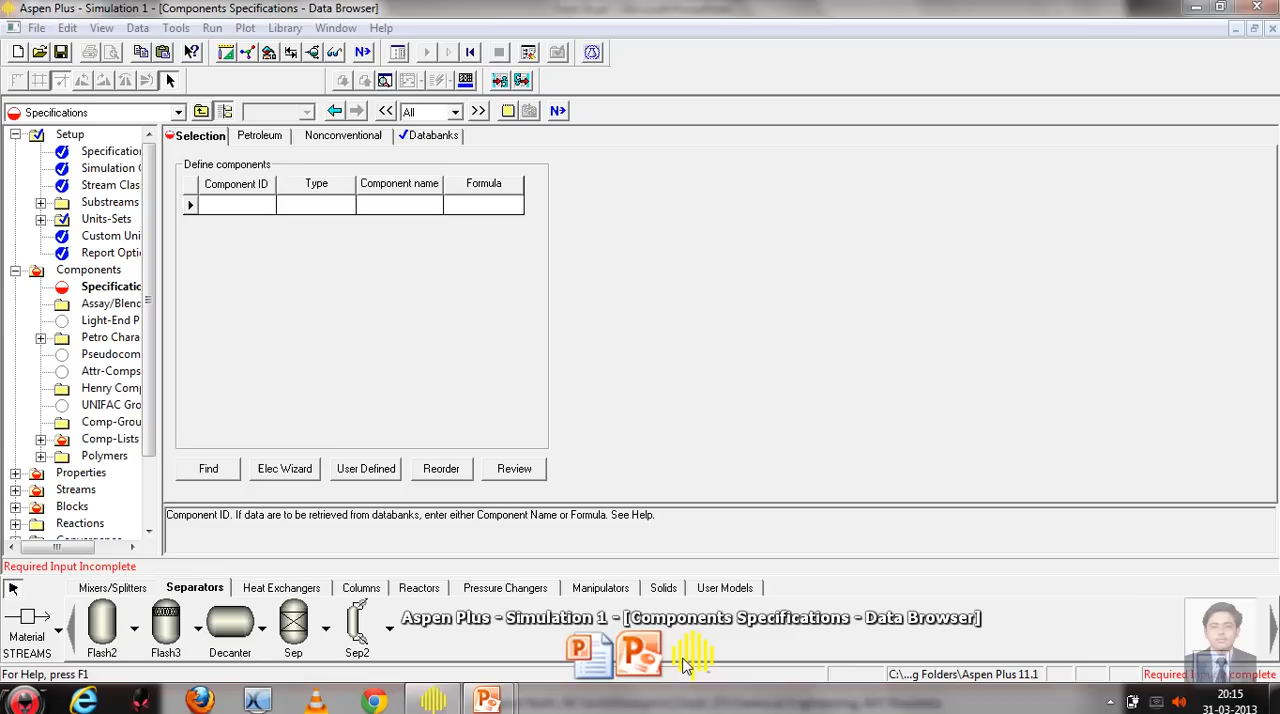 Aspen Plus - Simulation 1 - [Components Specifications - Data Browser]
File Edit View Data Tools Run Plot Library Window Help
N>
Specifications << All >> N>
Setup
Specification
Simulation O
Stream Class
Substreams
Units-Sets
Custom Uni
Report Opti
Components
Specificatio
Assay/Blend
Light-End P
Petro Chara
Pseudocom
Attr-Comps
Henry Comp
UNIFAC Gro
Comp-Grou
Comp-Lists
Polymers
Properties
Streams
Blocks
Reactions
Selection Petroleum Nonconventional Databanks
Define components
Component ID Type Component name Formula
Find Elec Wizard User Defined Reorder Review
Component ID. If data are to be retrieved from databanks, enter either Component Name or Formula. See Help.
Required Input Incomplete
Mixers/Splitters Separators Heat Exchangers Columns Reactors Pressure Changers Manipulators Solids User Models
Material
STREAMS
Flash2 Flash3 Decanter Sep Sep2
Aspen Plus - Simulation 1 - [Components Specifications - Data Browser]
For Help, press F1
C:\...g Folders\Aspen Plus 11.1
Required Input Incomplete
20:15
31-03-2013